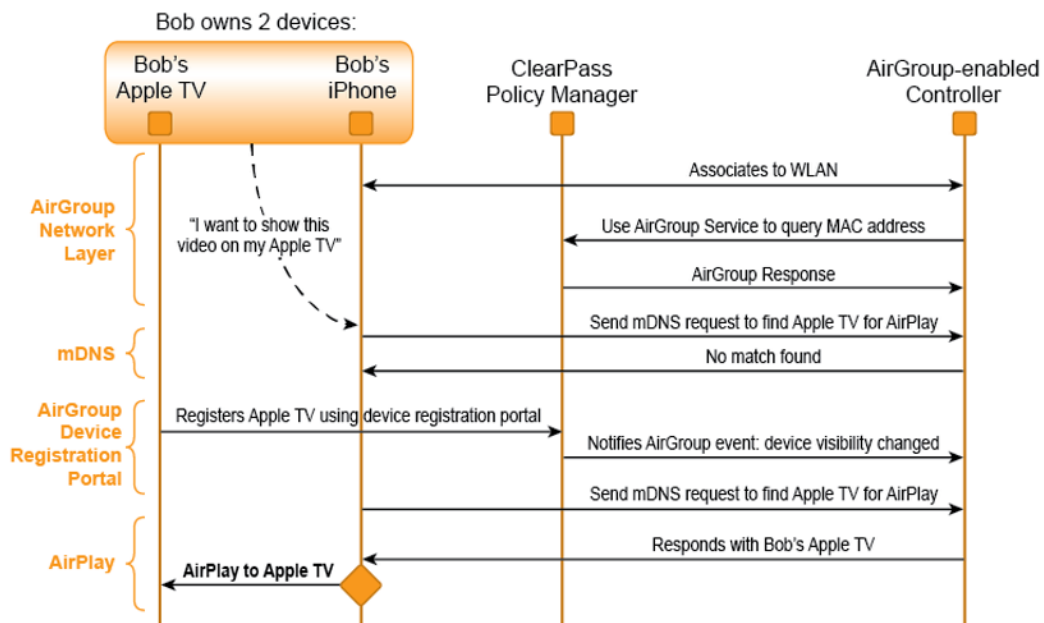 Bob owns 2 devices:
Bob's
Apple TV
Bob's
iPhone
ClearPass
Policy Manager
AirGroup-enabled
Controller
AirGroup
Network
Layer
Associates to WLAN
"I want to show this
video on my Apple TV"
Use AirGroup Service to query MAC address
AirGroup Response
Send mDNS request to find Apple TV for AirPlay
mDNS
No match found
AirGroup
Device
Registration
Portal
Registers Apple TV using device registration portal
Notifies AirGroup event: device visibility changed
Send mDNS request to find Apple TV for AirPlay
AirPlay
Responds with Bob's Apple TV
AirPlay to Apple TV